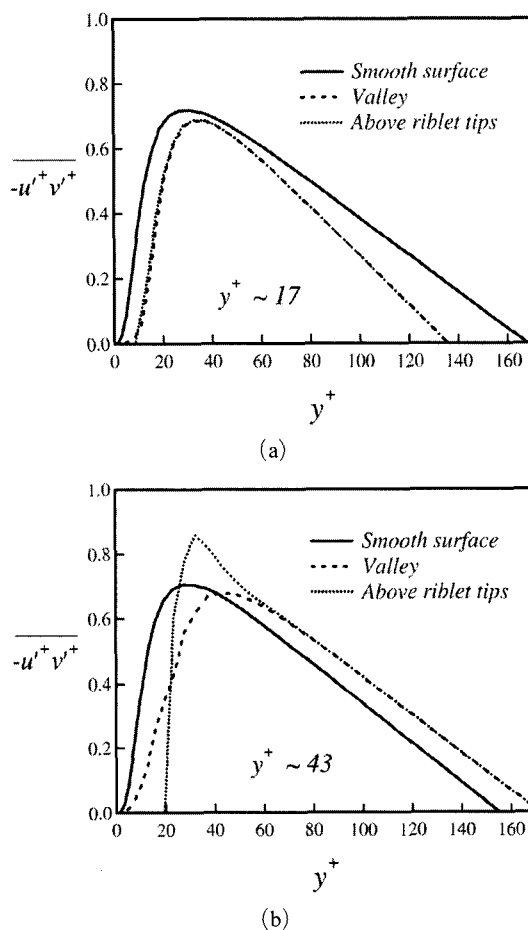 1.0
Smooth surface
Valley
Above riblet tips
0.8
0.6
-u'+v'+
0.4
0.2
y+ ~ 17
0.0
0 20 40 60 80 100 120 140 160
y+
(a)
1.0
Smooth surface
Valley
Above riblet tips
0.8
0.6
-u'+v'+
0.4
0.2
y+ ~ 43
0.0
0 20 40 60 80 100 120 140 160
y+
(b)